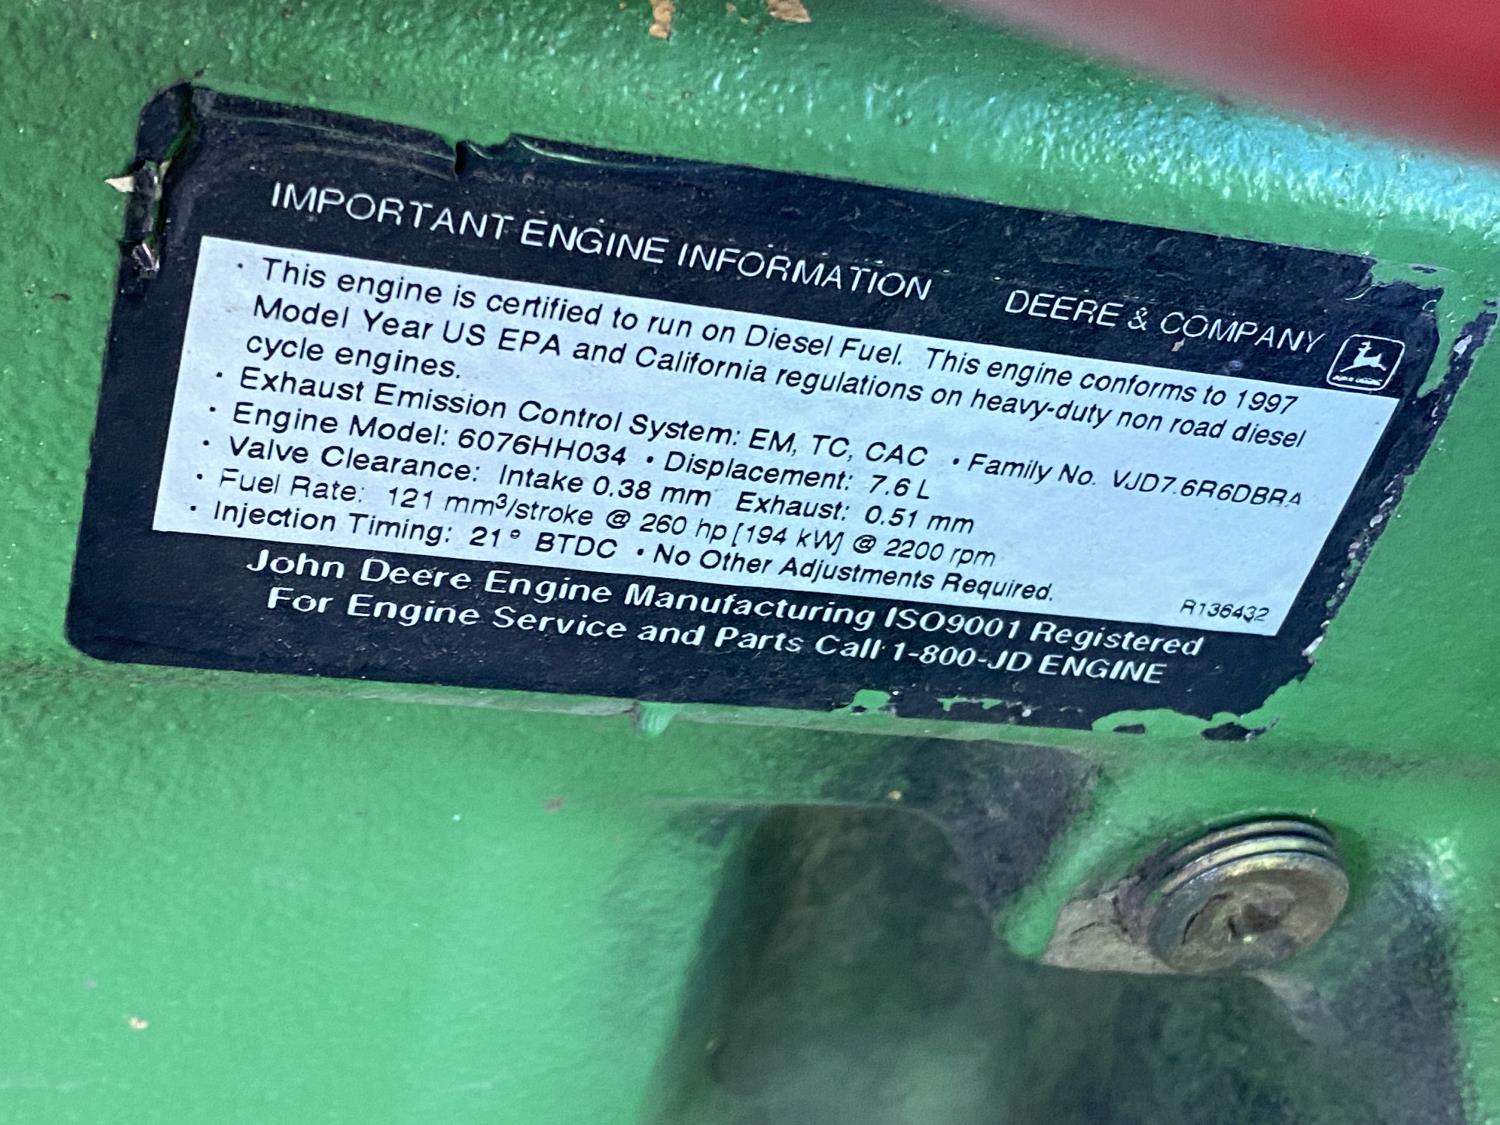 IMPORTANT ENGINE INFORMATION DEERE & COMPANY
· This engine is certified to run on Diesel Fuel. This engine conforms to 1997
Model Year US EPA and California regulations on heavy-duty non road diesel
cycle engines.
· Exhaust Emission Control System: EM, TC, CAC · Family No. VJD7.6R6DBRA
· Engine Model: 6076HH034 · Displacement: 7.6 L
· Valve Clearance: Intake 0.38 mm Exhaust: 0.51 mm
· Fuel Rate: 121 mm³/stroke @ 260 hp [194 kW] @ 2200 rpm
· Injection Timing: 21° BTDC · No Other Adjustments Required.
R136432
John Deere Engine Manufacturing ISO9001 Registered
For Engine Service and Parts Call 1-800-JD ENGINE